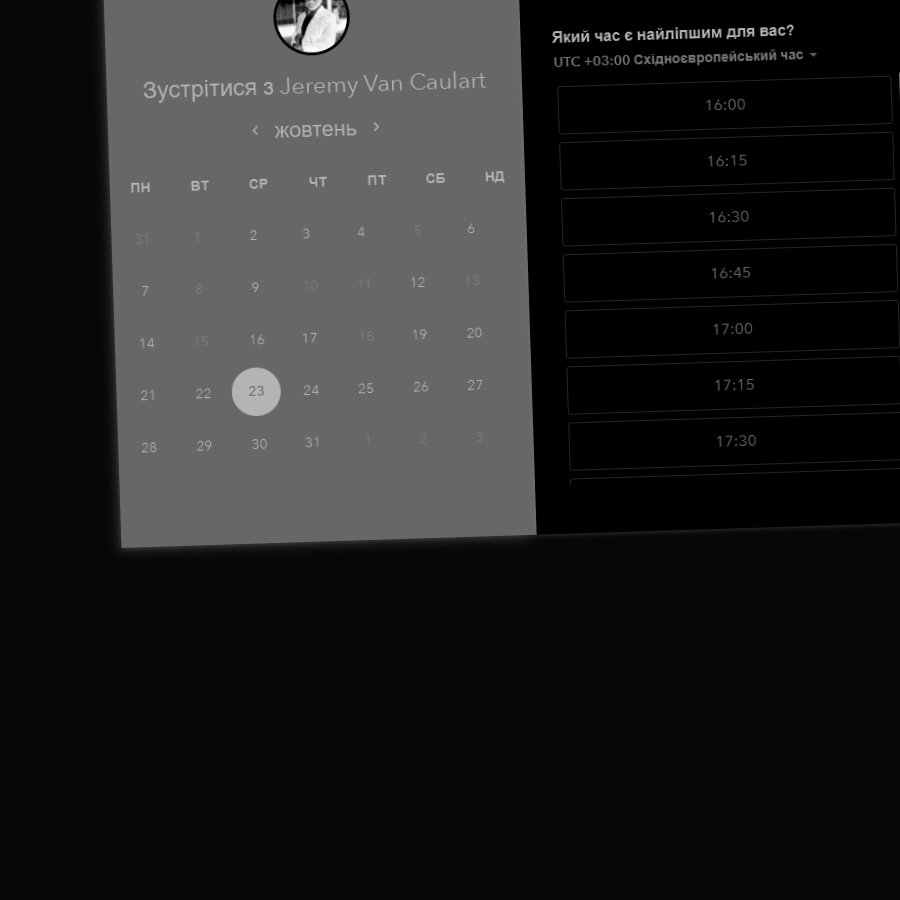 Зустрітися з Jeremy Van Caulart
‹ жовтень ›
ПН ВТ СР ЧТ ПТ СБ НД
31 1 2 3 4 5 6
7 8 9 10 11 12 13
14 15 16 17 18 19 20
21 22 23 24 25 26 27
28 29 30 31 1 2 3
Який час є найліпшим для вас?
UTC +03:00 Східноєвропейський час
16:00
16:15
16:30
16:45
17:00
17:15
17:30